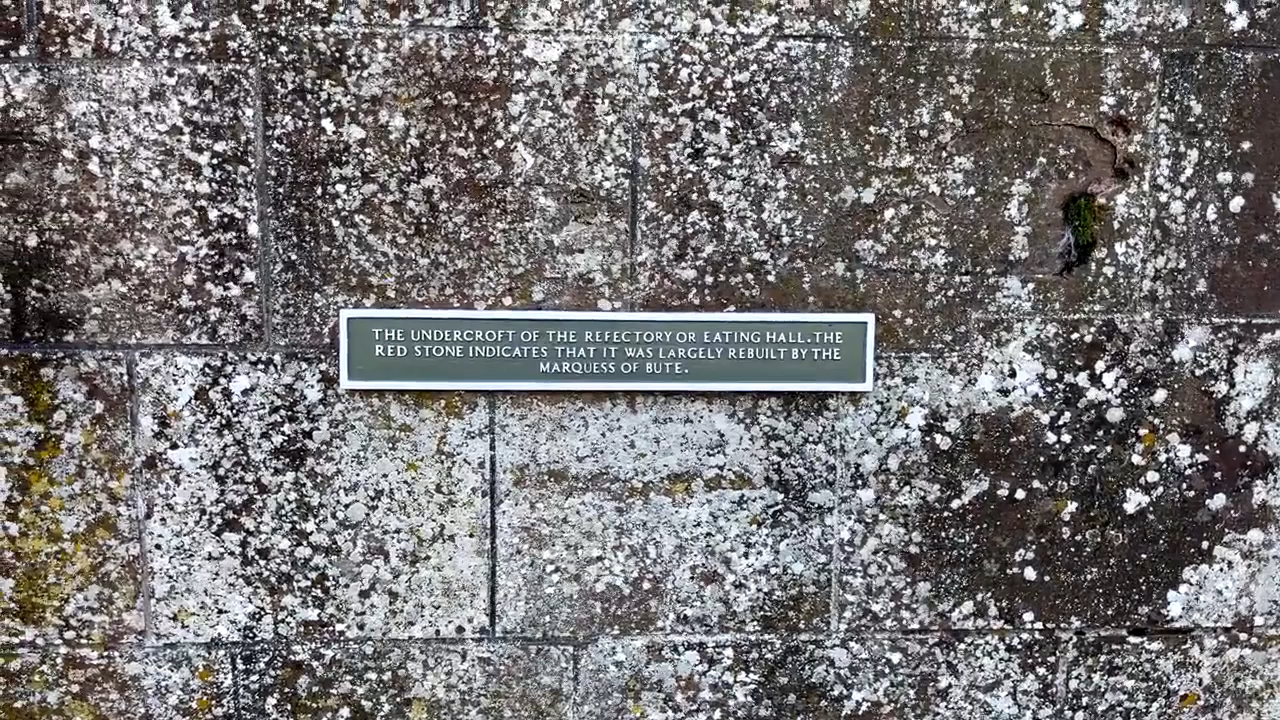 THE UNDERCROFT OF THE REFECTORY OR EATING HALL. THE
RED STONE INDICATES THAT IT WAS LARGELY REBUILT BY THE
MARQUESS OF BUTE.